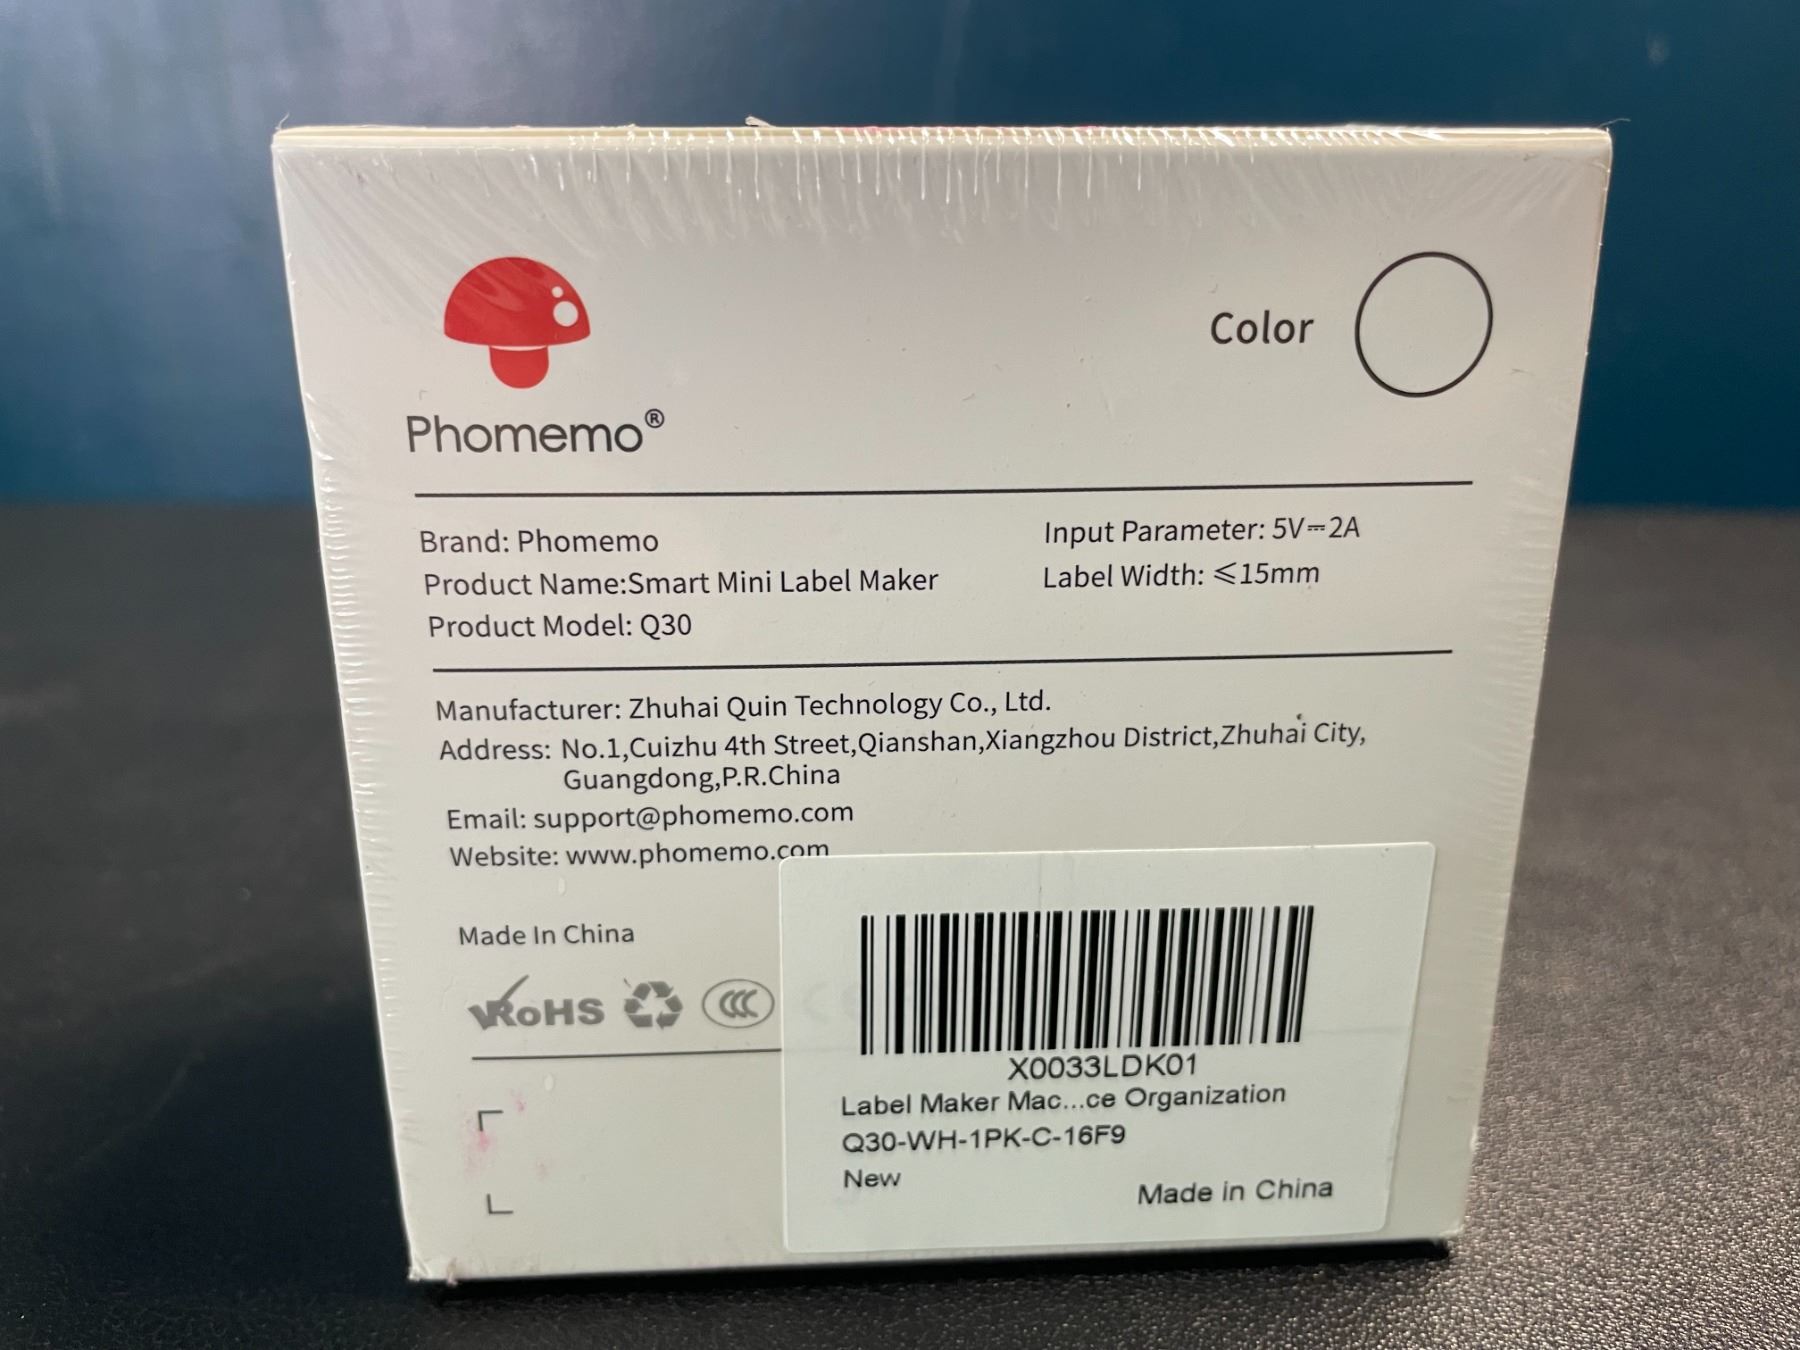 Phomemo®
Color
Brand: Phomemo
Product Name:Smart Mini Label Maker
Product Model: Q30
Input Parameter: 5V⎓2A
Label Width: ⩽15mm
Manufacturer: Zhuhai Quin Technology Co., Ltd.
Address: No.1,Cuizhu 4th Street,Qianshan,Xiangzhou District,Zhuhai City,
Guangdong,P.R.China
Email: support@phomemo.com
Website: www.phomemo.com
Made In China
RoHS
CCC
CE
X0033LDK01
Label Maker Mac...ce Organization
Q30-WH-1PK-C-16F9
New
Made in China